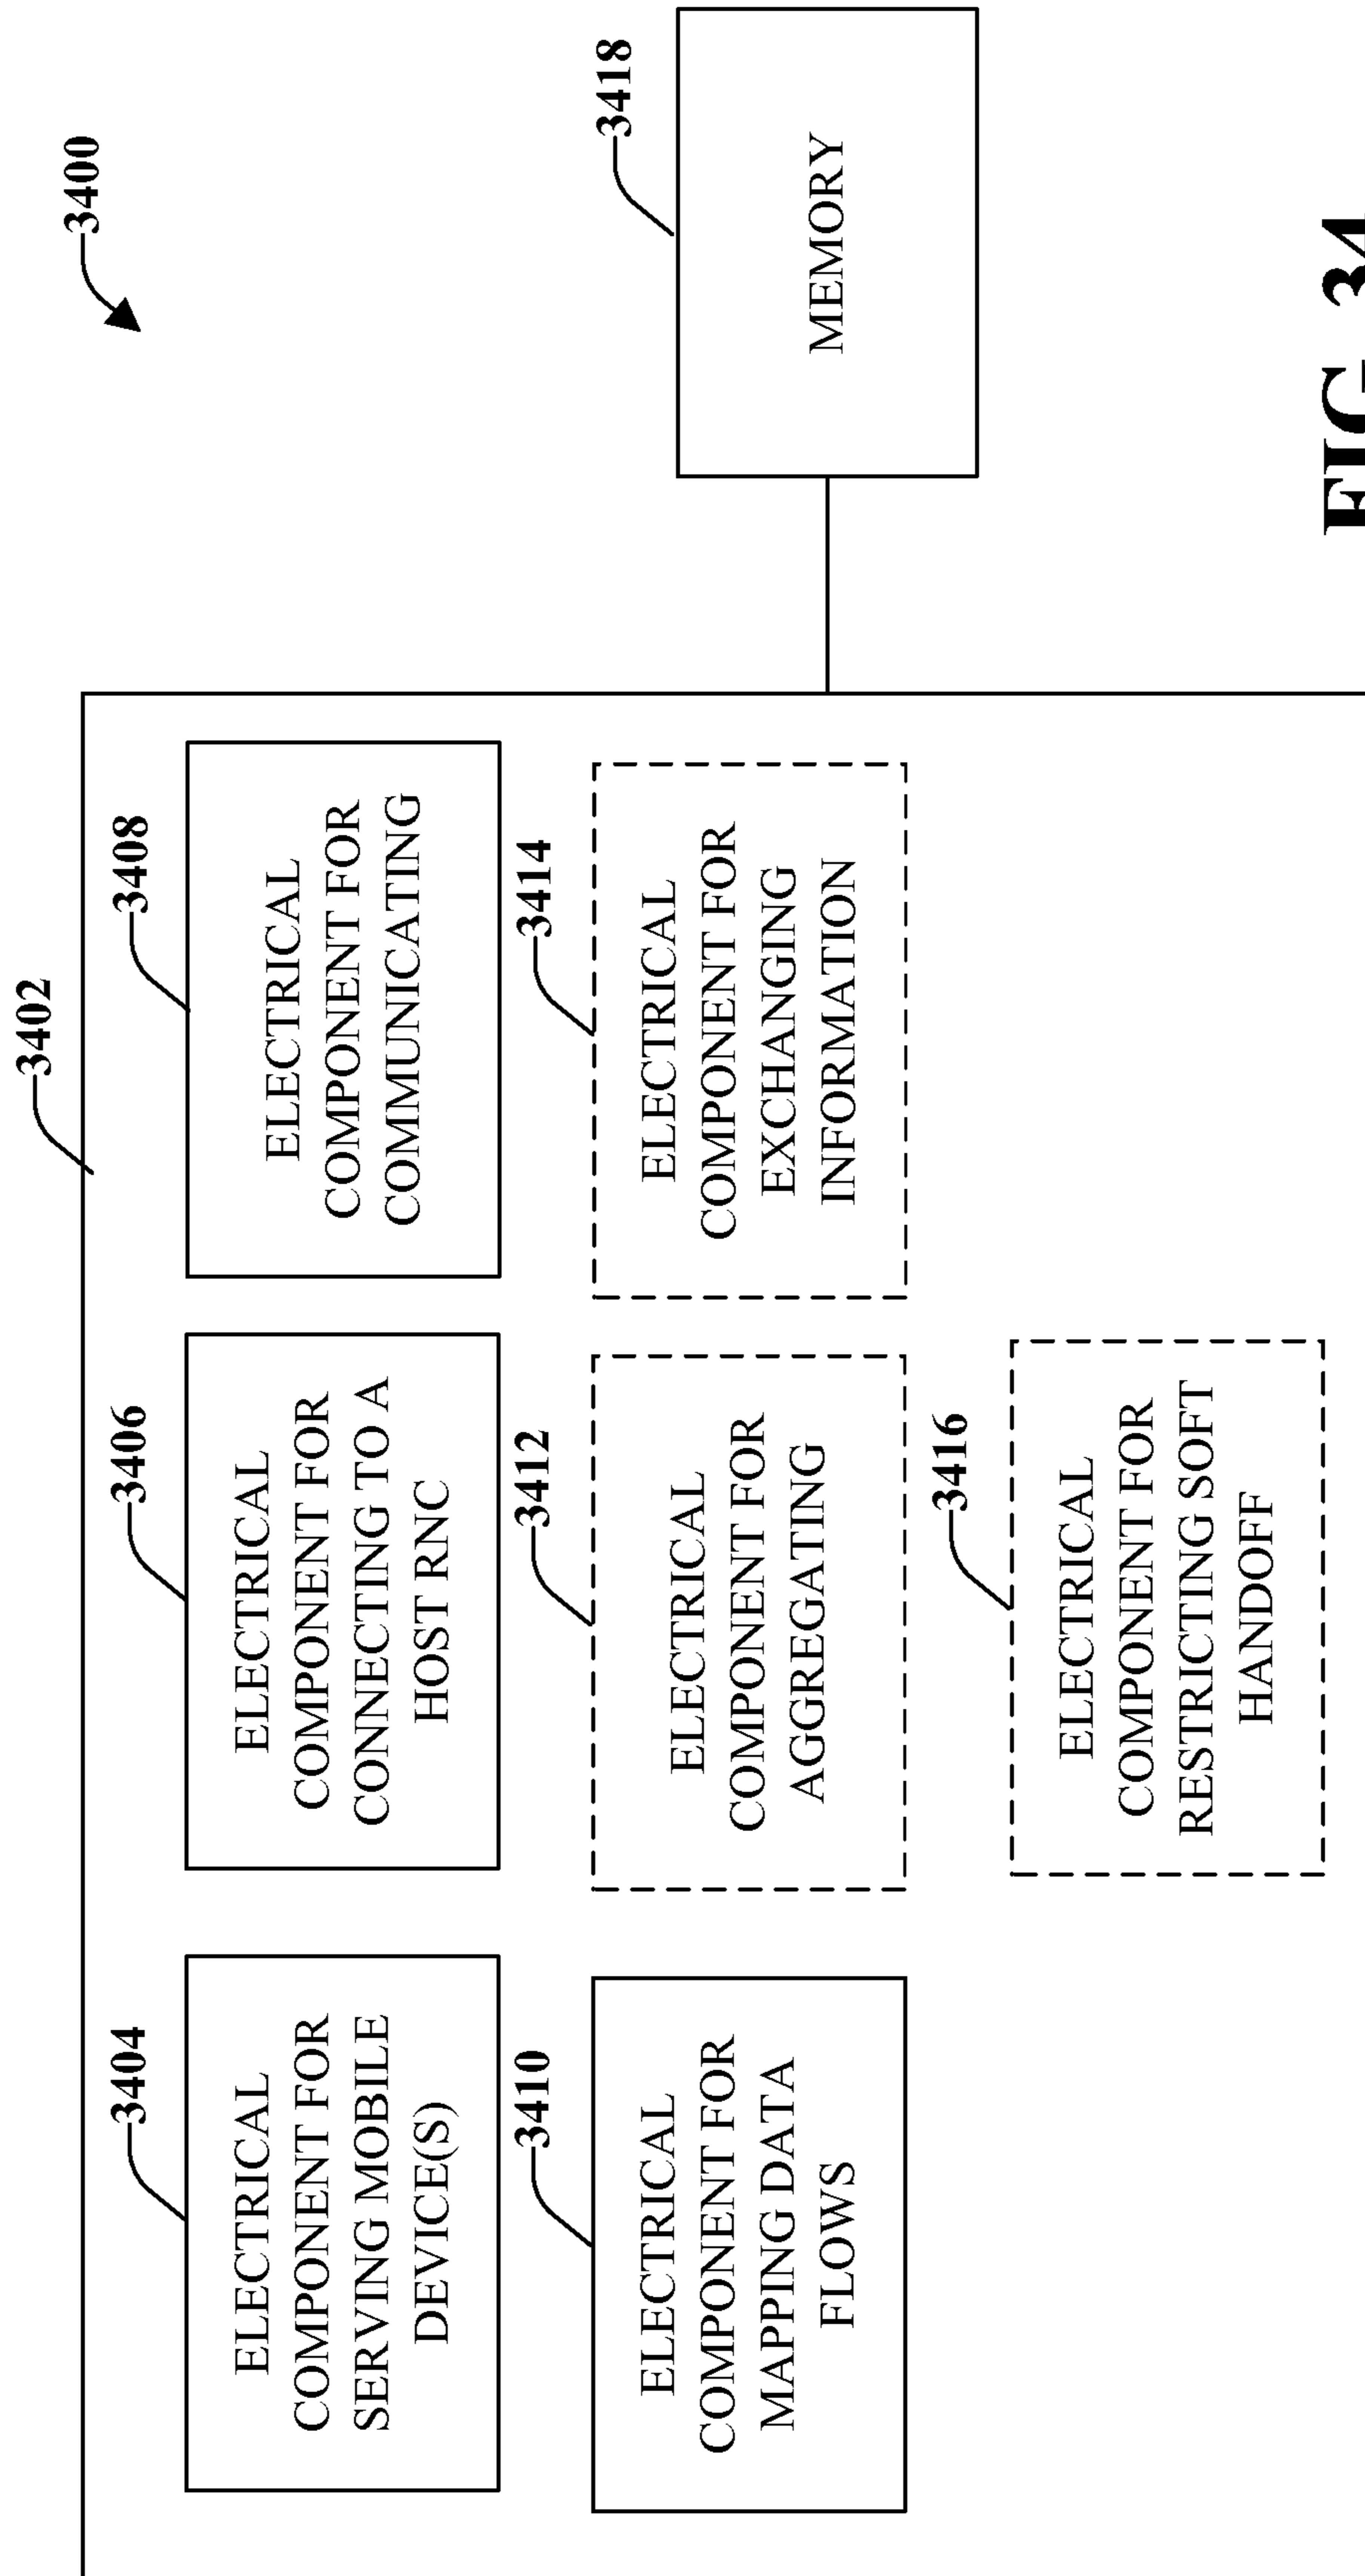 3400
3402
3404
ELECTRICAL
COMPONENT FOR
SERVING MOBILE
DEVICE(S)
3406
ELECTRICAL
COMPONENT FOR
CONNECTING TO A
HOST RNC
3408
ELECTRICAL
COMPONENT FOR
COMMUNICATING
3410
ELECTRICAL
COMPONENT FOR
MAPPING DATA
FLOWS
3412
ELECTRICAL
COMPONENT FOR
AGGREGATING
3414
ELECTRICAL
COMPONENT FOR
EXCHANGING
INFORMATION
3416
ELECTRICAL
COMPONENT FOR
RESTRICTING SOFT
HANDOFF
3418
MEMORY
FIG. 34